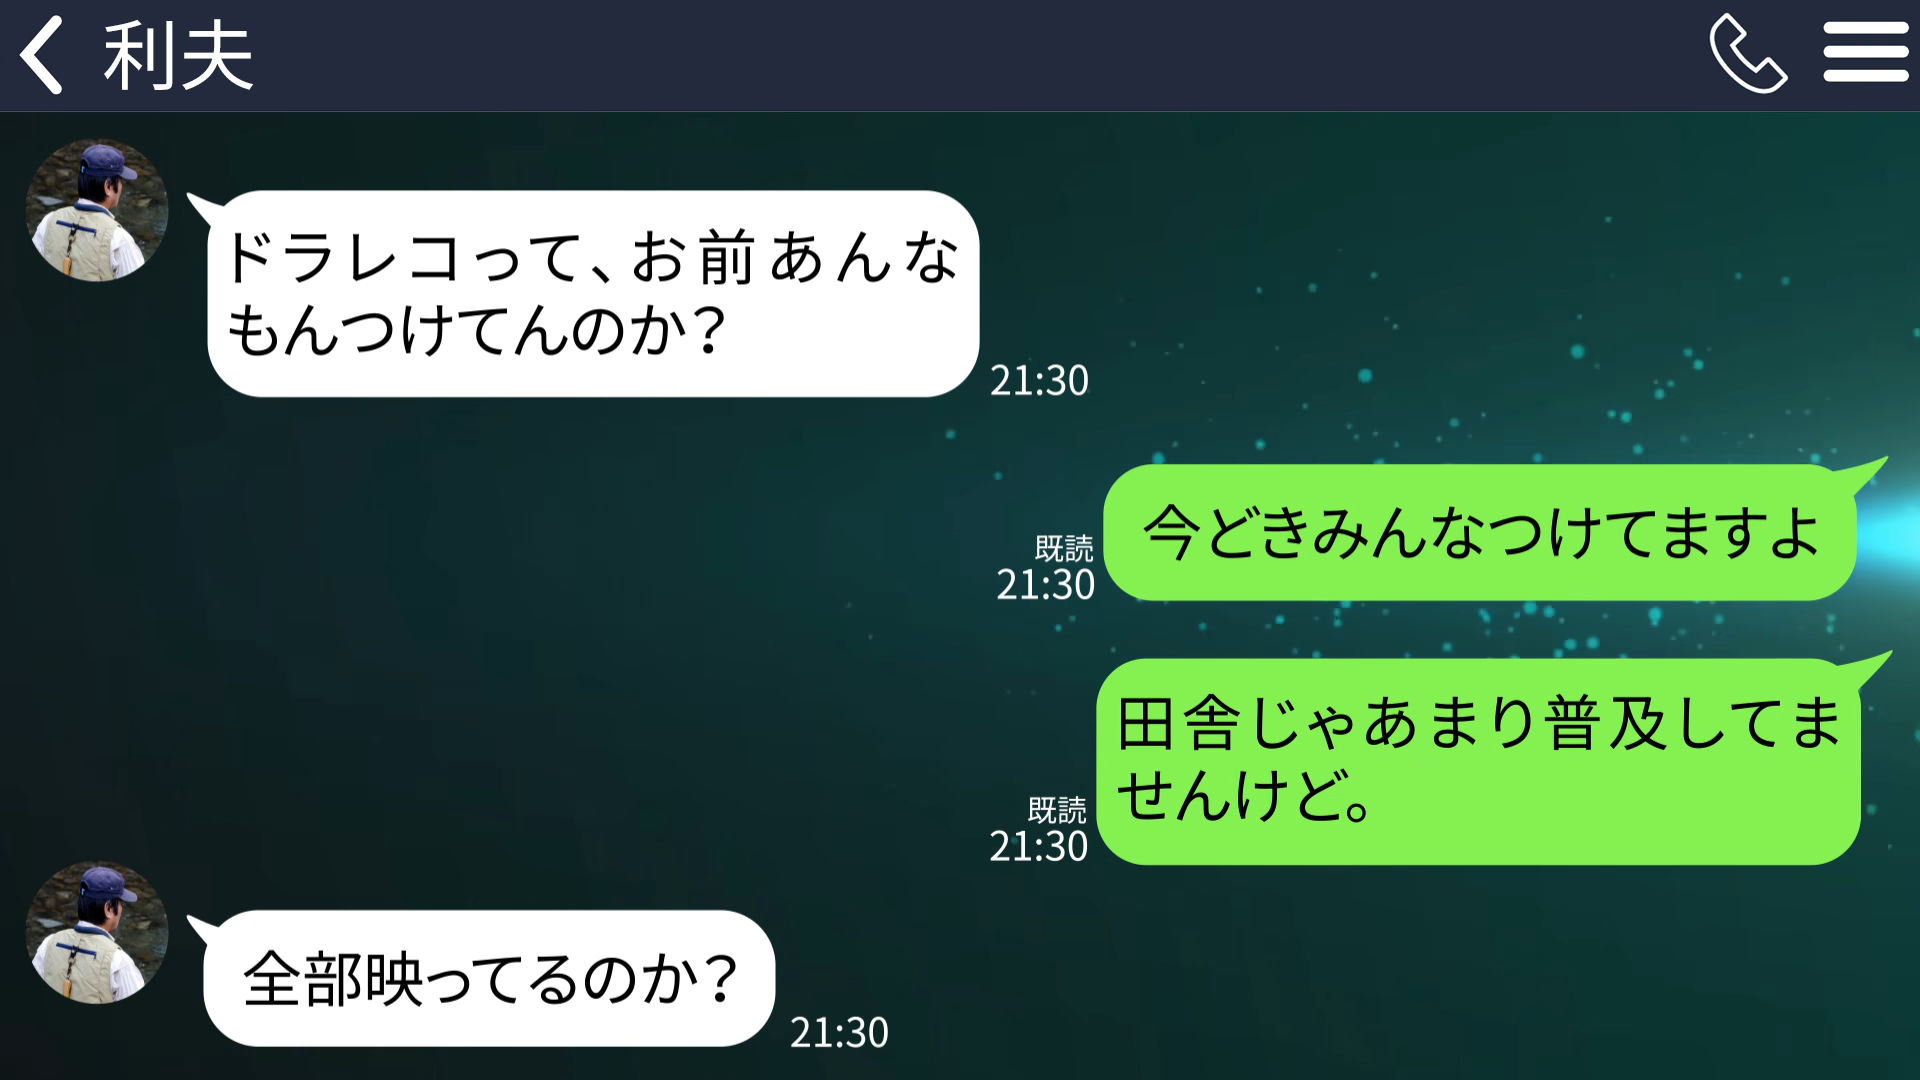 利夫
ドラレコって、お前あんな
もんつけてんのか？
21:30
今どきみんなつけてますよ
既読
21:30
田舎じゃあまり普及してま
せんけど。
既読
21:30
全部映ってるのか？
21:30